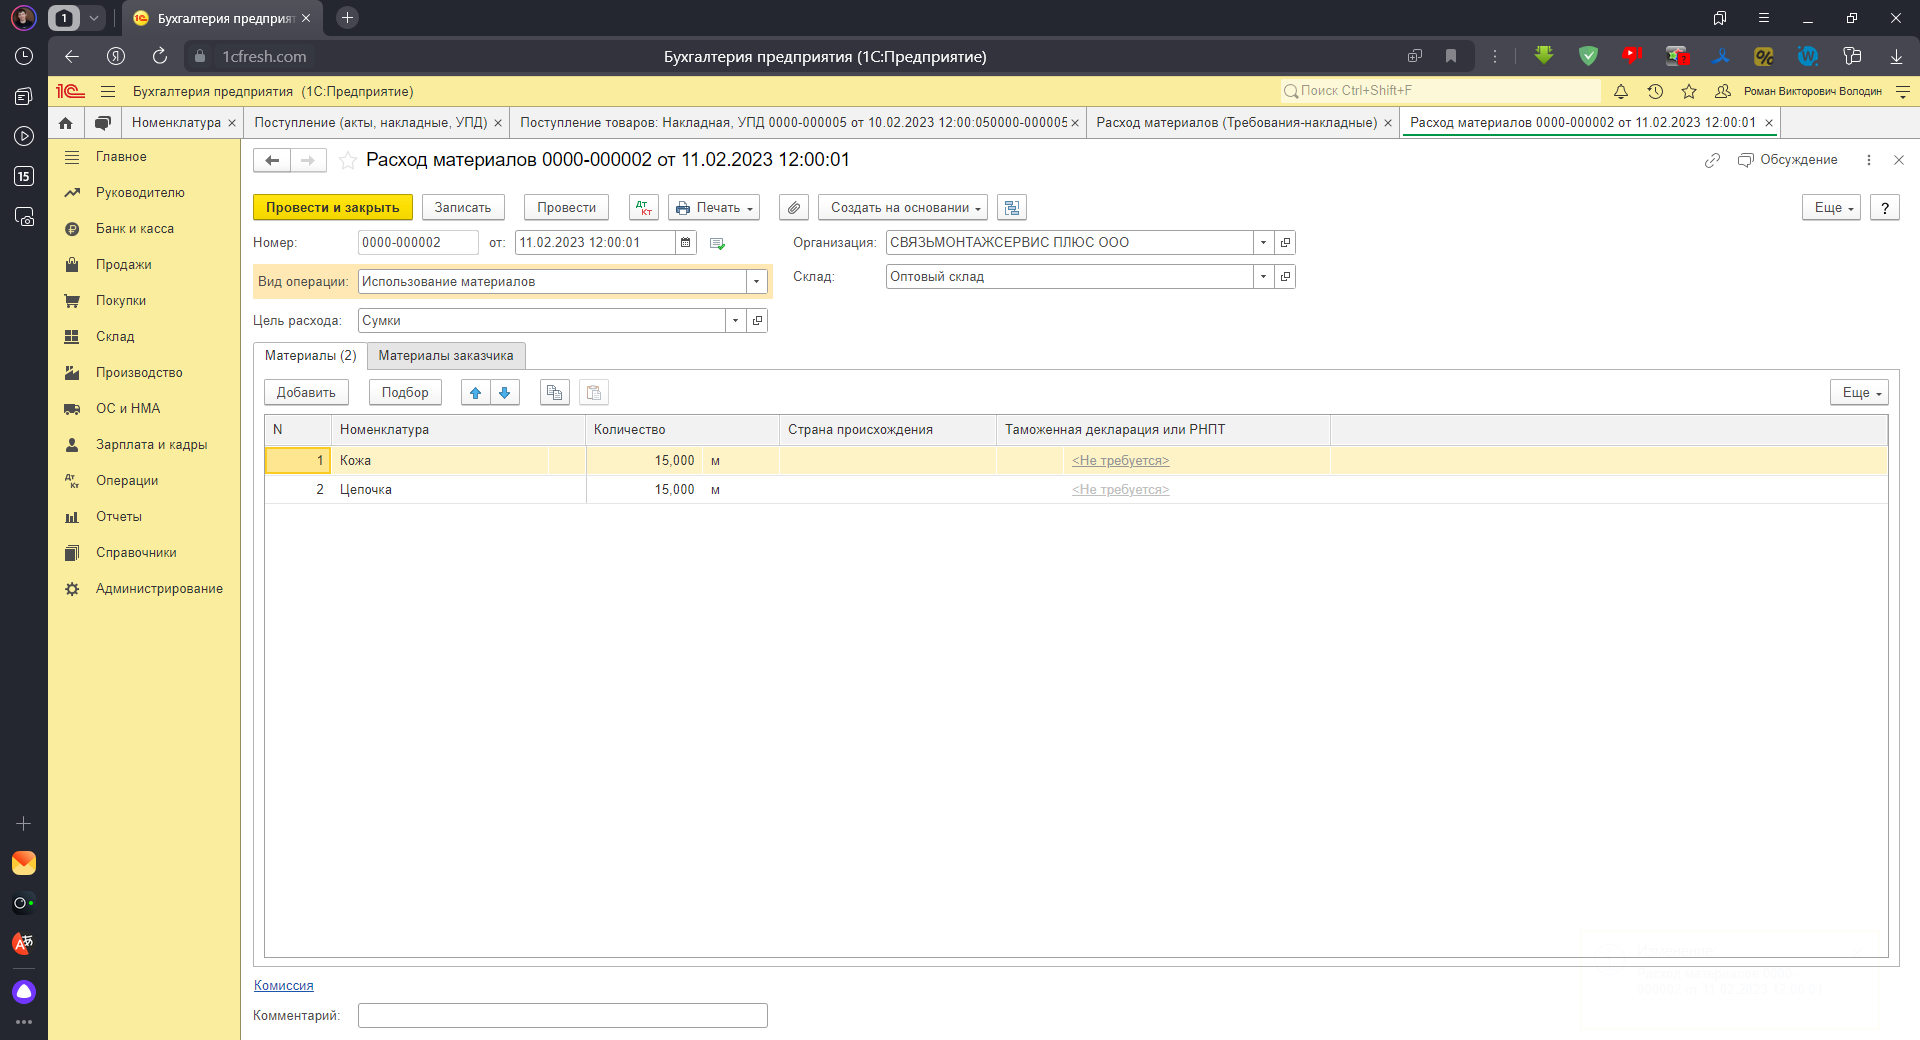 1
Бухгалтерия предприят
1cfresh.com
Бухгалтерия предприятия (1С:Предприятие)
Бухгалтерия предприятия (1С:Предприятие)
Поиск Ctrl+Shift+F
Роман Викторович Володин
Номенклатура
Поступление (акты, накладные, УПД)
Поступление товаров: Накладная, УПД 0000-000005 от 10.02.2023 12:00:050000-000005
Расход материалов (Требования-накладные)
Расход материалов 0000-000002 от 11.02.2023 12:00:01
15
Главное
Руководителю
Банк и касса
Продажи
Покупки
Склад
Производство
ОС и НМА
Зарплата и кадры
Операции
Отчеты
Справочники
Администрирование
Расход материалов 0000-000002 от 11.02.2023 12:00:01
Обсуждение
Провести и закрыть
Записать
Провести
Дт Кт
Печать
Создать на основании
Еще
?
Номер:
0000-000002
от:
11.02.2023 12:00:01
Организация:
СВЯЗЬМОНТАЖСЕРВИС ПЛЮС ООО
Вид операции:
Использование материалов
Склад:
Оптовый склад
Цель расхода:
Сумки
Материалы (2)
Материалы заказчика
Добавить
Подбор
Еще
N
Номенклатура
Количество
Страна происхождения
Таможенная декларация или РНПТ
1
Кожа
15,000
м
<Не требуется>
2
Цепочка
15,000
м
<Не требуется>
Комиссия
Комментарий: